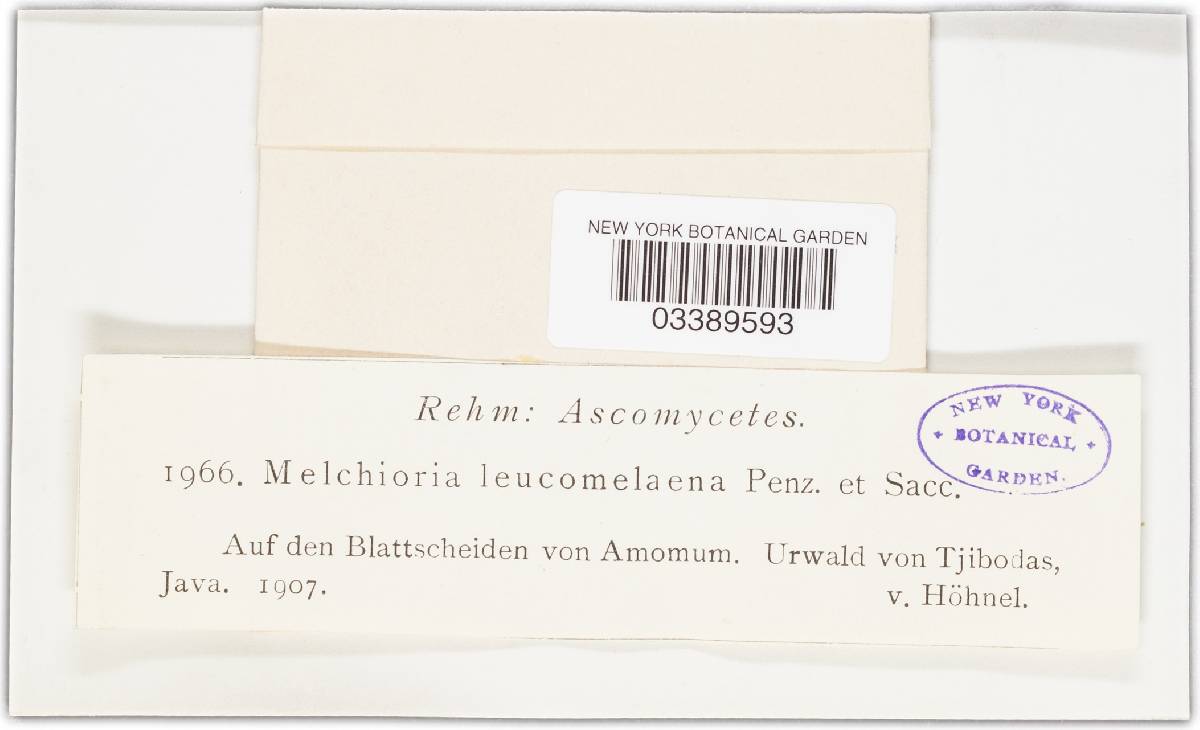 NEW YORK BOTANICAL GARDEN
03389593
Rehm: Ascomycetes.
NEW YORK
BOTANICAL
GARDEN.
1966. Melchioria leucomelaena Penz. et Sacc.
Auf den Blattscheiden von Amomum. Urwald von Tjibodas,
Java. 1907.
v. Höhnel.